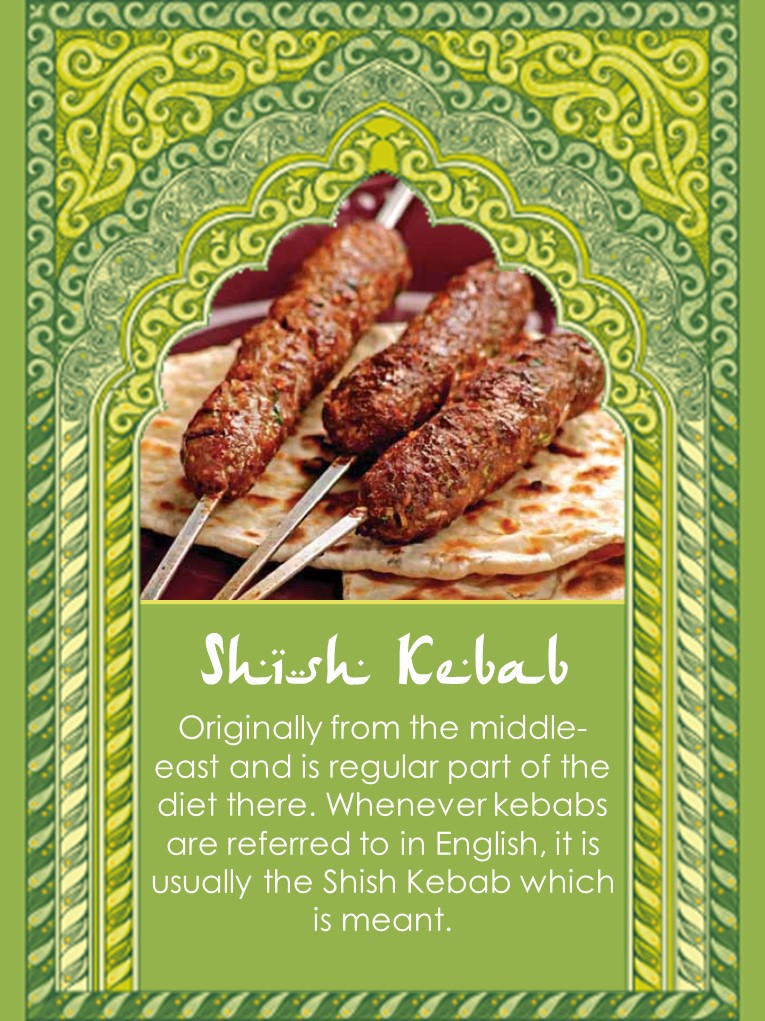 Shish Kebab
Originally from the middle-
east and is regular part of the
diet there. Whenever kebabs
are referred to in English, it is
usually the Shish Kebab which
is meant.